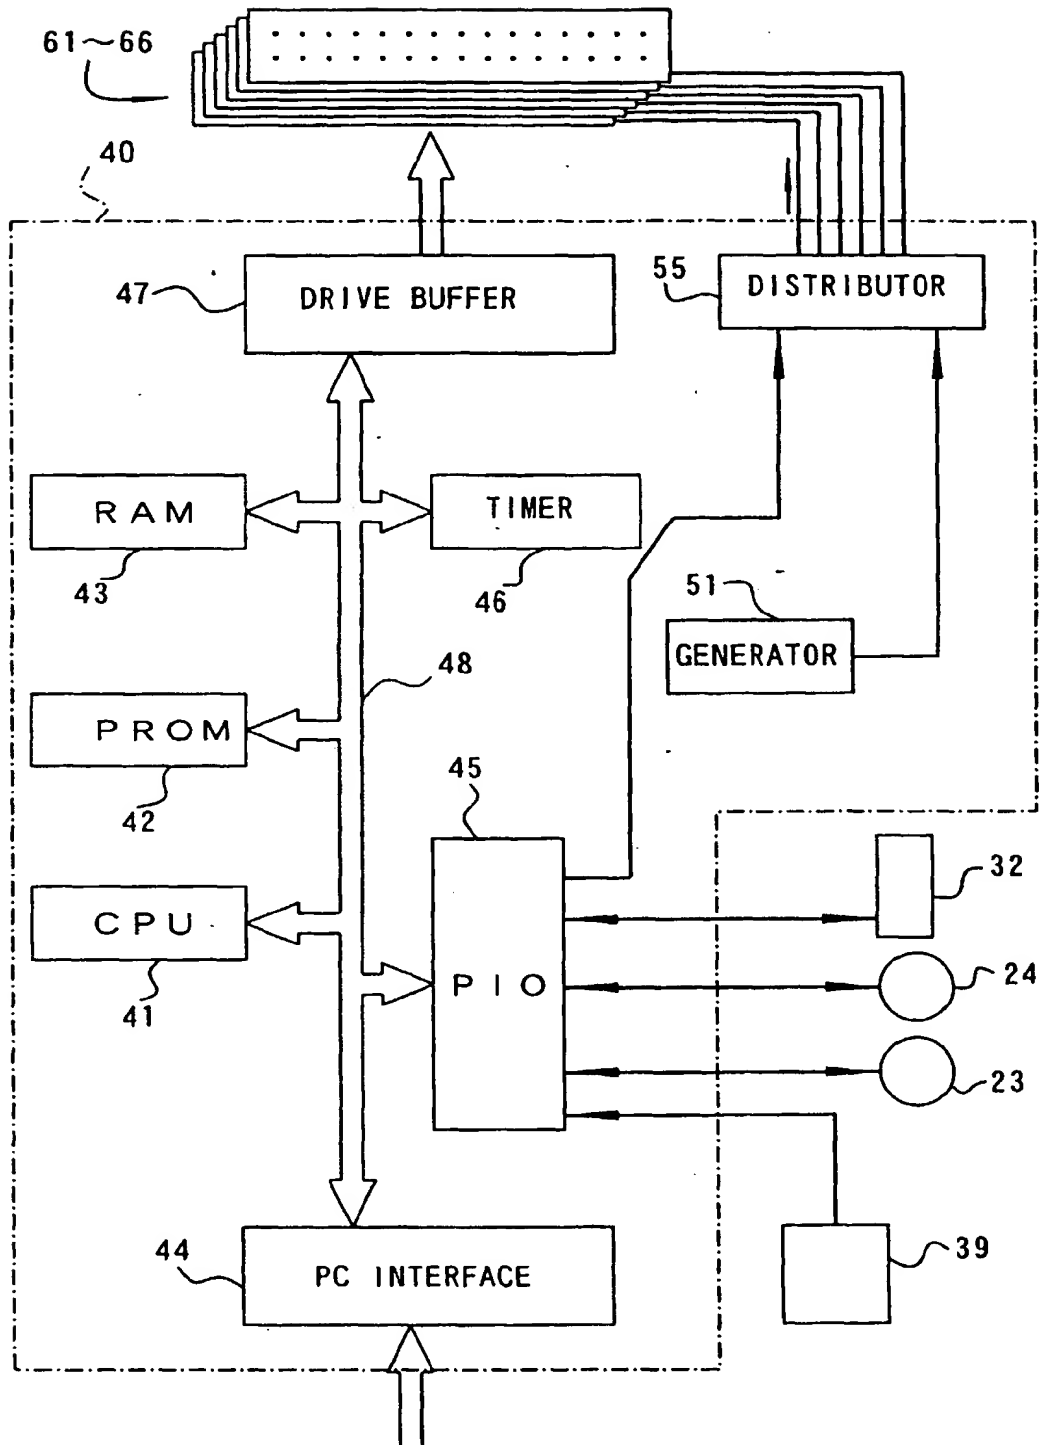 61~66
40
47
DRIVE BUFFER
55
DISTRIBUTOR
RAM
43
TIMER
46
51
GENERATOR
48
PROM
42
45
32
CPU
41
PIO
24
23
44
PC INTERFACE
39